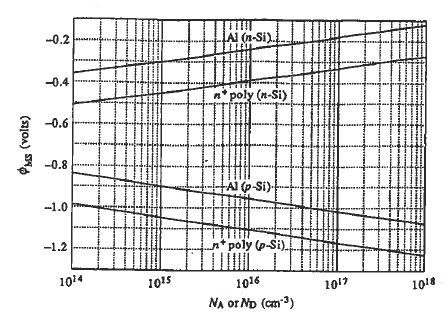 -0.2
-0.4
-0.6
-0.8
-1.0
-1.2
ϕMS (volts)
Al (n-Si)
n+ poly (n-Si)
Al (p-Si)
n+ poly (p-Si)
10^14 10^15 10^16 10^17 10^18
NA or ND (cm-3)